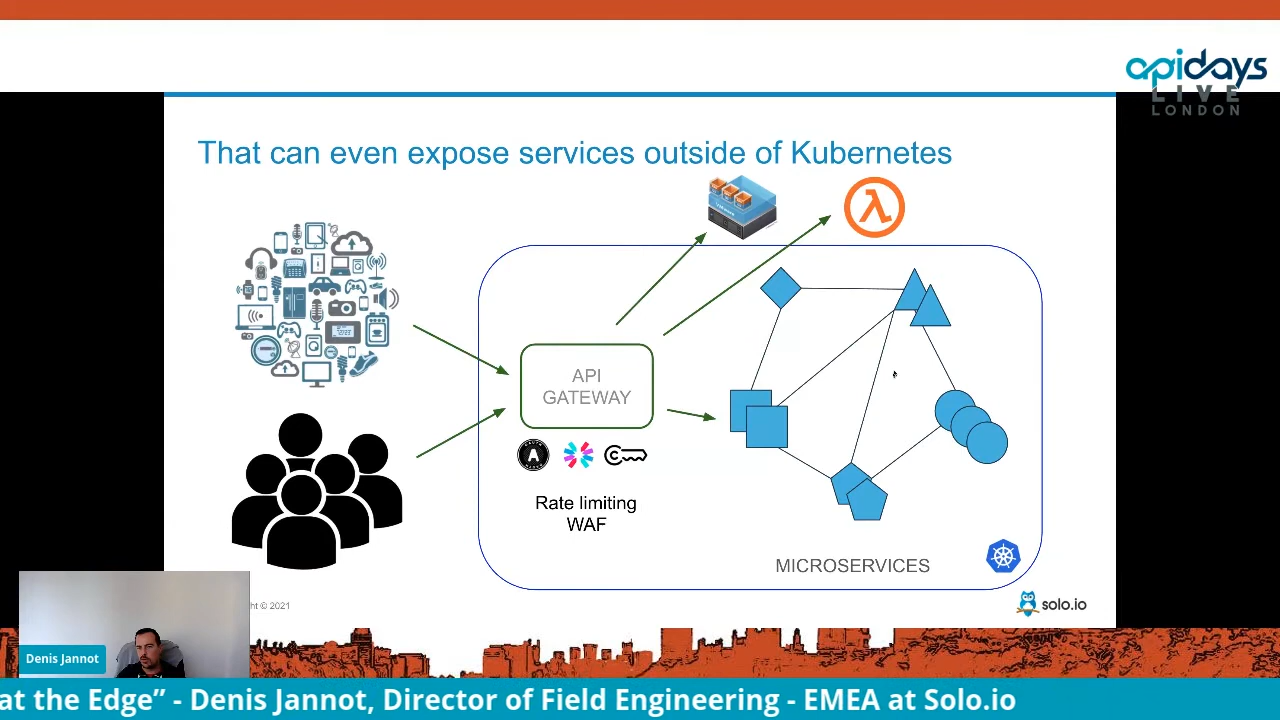 apidays
LIVE
LONDON
That can even expose services outside of Kubernetes
API
GATEWAY
Rate limiting
WAF
MICROSERVICES
ht © 2021
solo.io
Denis Jannot
at the Edge” - Denis Jannot, Director of Field Engineering - EMEA at Solo.io